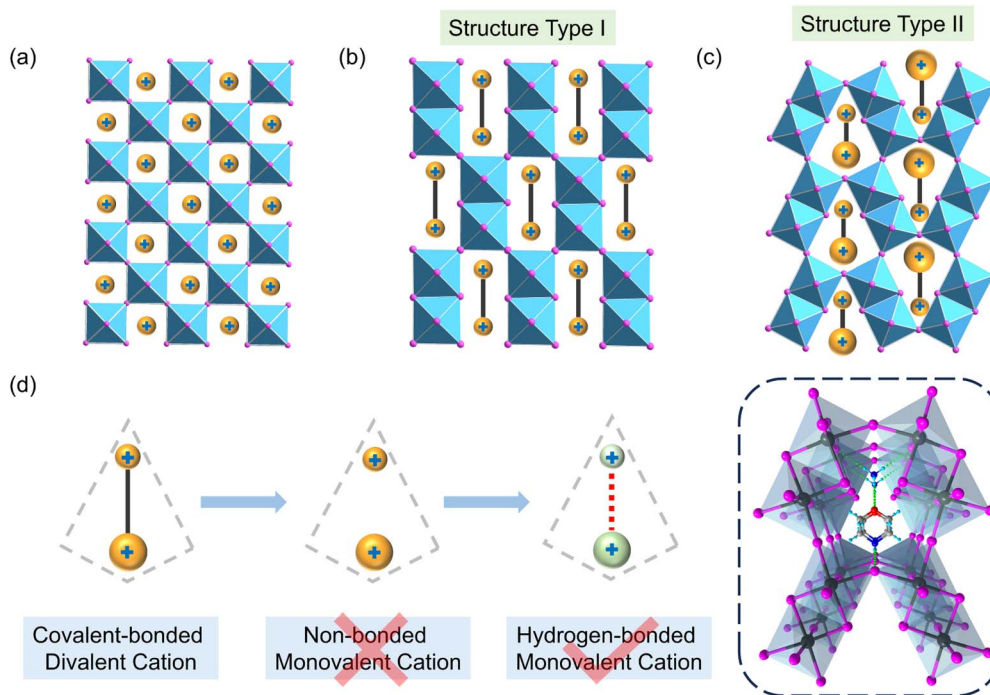 Structure Type I
Structure Type II
(a)
(b)
(c)
(d)
Covalent-bonded
Divalent Cation
Non-bonded
Monovalent Cation
Hydrogen-bonded
Monovalent Cation